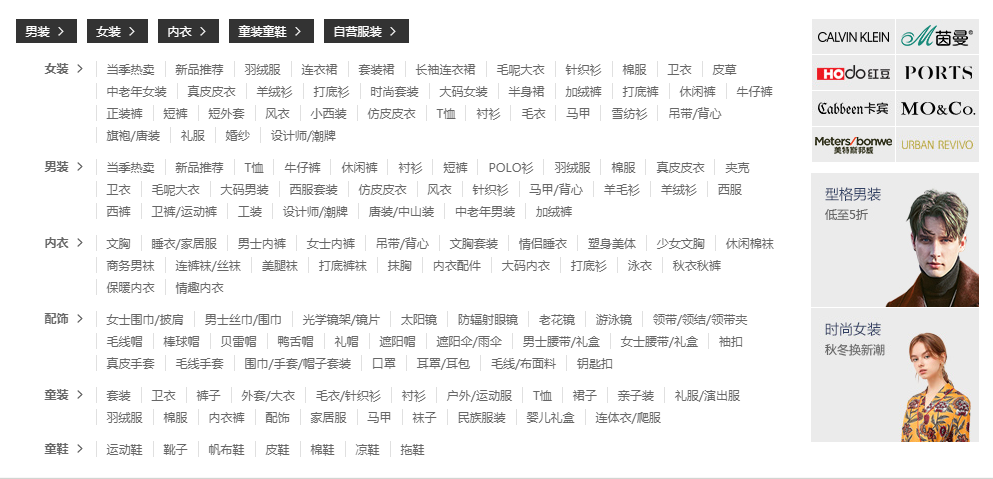 男装 女装 内衣 童装童鞋 自营服装
女装 当季热卖 新品推荐 羽绒服 连衣裙 套装裙 长袖连衣裙 毛呢大衣 针织衫 棉服 卫衣 皮草
中老年女装 真皮皮衣 羊绒衫 打底衫 时尚套装 大码女装 半身裙 加绒裤 打底裤 休闲裤 牛仔裤
正装裤 短裤 短外套 风衣 小西装 仿皮皮衣 T恤 衬衫 毛衣 马甲 雪纺衫 吊带/背心
旗袍/唐装 礼服 婚纱 设计师/潮牌
男装 当季热卖 新品推荐 T恤 牛仔裤 休闲裤 衬衫 短裤 POLO衫 羽绒服 棉服 真皮皮衣 夹克
卫衣 毛呢大衣 大码男装 西服套装 仿皮皮衣 风衣 针织衫 马甲/背心 羊毛衫 羊绒衫 西服
西裤 卫裤/运动裤 工装 设计师/潮牌 唐装/中山装 中老年男装 加绒裤
内衣 文胸 睡衣/家居服 男士内裤 女士内裤 吊带/背心 文胸套装 情侣睡衣 塑身美体 少女文胸 休闲棉袜
商务男袜 连裤袜/丝袜 美腿袜 打底裤袜 抹胸 内衣配件 大码内衣 打底衫 泳衣 秋衣秋裤
保暖内衣 情趣内衣
配饰 女士围巾/披肩 男士丝巾/围巾 光学镜架/镜片 太阳镜 防辐射眼镜 老花镜 游泳镜 领带/领结/领带夹
毛线帽 棒球帽 贝雷帽 鸭舌帽 礼帽 遮阳帽 遮阳伞/雨伞 男士腰带/礼盒 女士腰带/礼盒 袖扣
真皮手套 毛线手套 围巾/手套/帽子套装 口罩 耳罩/耳包 毛线/布面料 钥匙扣
童装 套装 卫衣 裤子 外套/大衣 毛衣/针织衫 衬衫 户外/运动服 T恤 裙子 亲子装 礼服/演出服
羽绒服 棉服 内衣裤 配饰 家居服 马甲 袜子 民族服装 婴儿礼盒 连体衣/爬服
童鞋 运动鞋 靴子 帆布鞋 皮鞋 棉鞋 凉鞋 拖鞋
CALVIN KLEIN 茵曼®
HOdo 红豆 PORTS
Cabbeen 卡宾 MO&Co.
Meters/bonwe URBAN REVIVO
美特斯邦威
型格男装
低至5折
时尚女装
秋冬换新潮